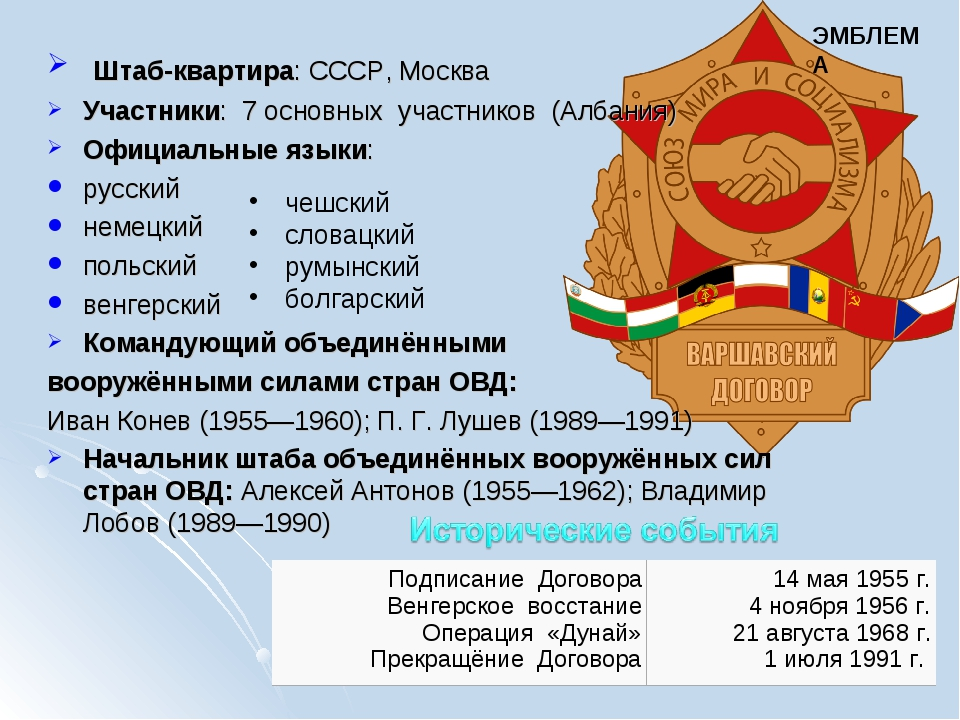 ЭМБЛЕМ
А
Штаб-квартира: СССР, Москва
Участники: 7 основных участников (Албания)
Официальные языки:
русский
немецкий
польский
венгерский
чешский
словацкий
румынский
болгарский
Командующий объединёнными
вооружёнными силами стран ОВД:
Иван Конев (1955—1960); П. Г. Лушев (1989—1991)
Начальник штаба объединённых вооружённых сил
стран ОВД: Алексей Антонов (1955—1962); Владимир
Лобов (1989—1990)
СОЮЗ МИРА И СОЦИАЛИЗМА
ВАРШАВСКИЙ
ДОГОВОР
Исторические события
Подписание Договора 14 мая 1955 г.
Венгерское восстание 4 ноября 1956 г.
Операция «Дунай» 21 августа 1968 г.
Прекращёние Договора 1 июля 1991 г.